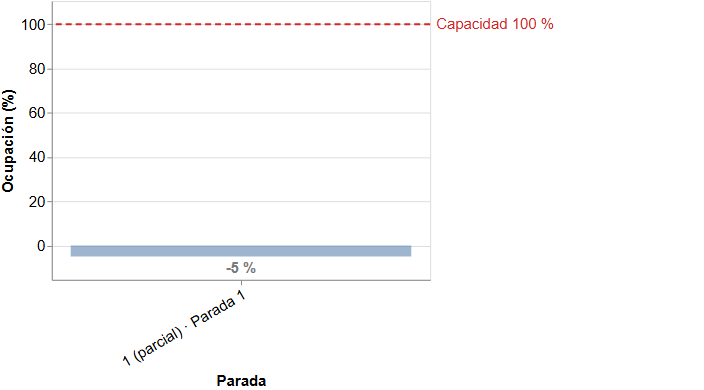 100
Capacidad 100 %
80
60
40
20
0
Ocupación (%)
-5 %
1 (parcial) · Parada 1
Parada